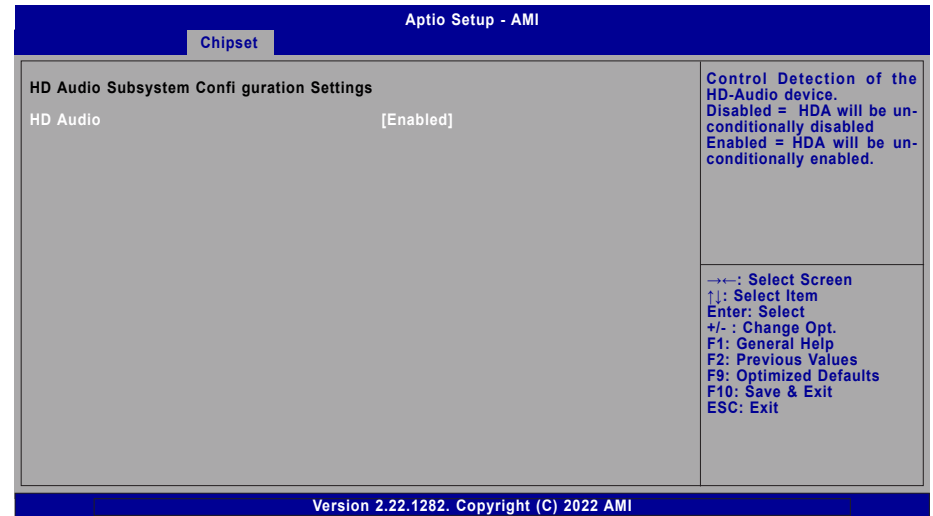 Aptio Setup - AMI
Chipset
HD Audio Subsystem Confi guration Settings
HD Audio [Enabled]
Control Detection of the
HD-Audio device.
Disabled = HDA will be un-
conditionally disabled
Enabled = HDA will be un-
conditionally enabled.
→←: Select Screen
↑↓: Select Item
Enter: Select
+/- : Change Opt.
F1: General Help
F2: Previous Values
F9: Optimized Defaults
F10: Save & Exit
ESC: Exit
Version 2.22.1282. Copyright (C) 2022 AMI